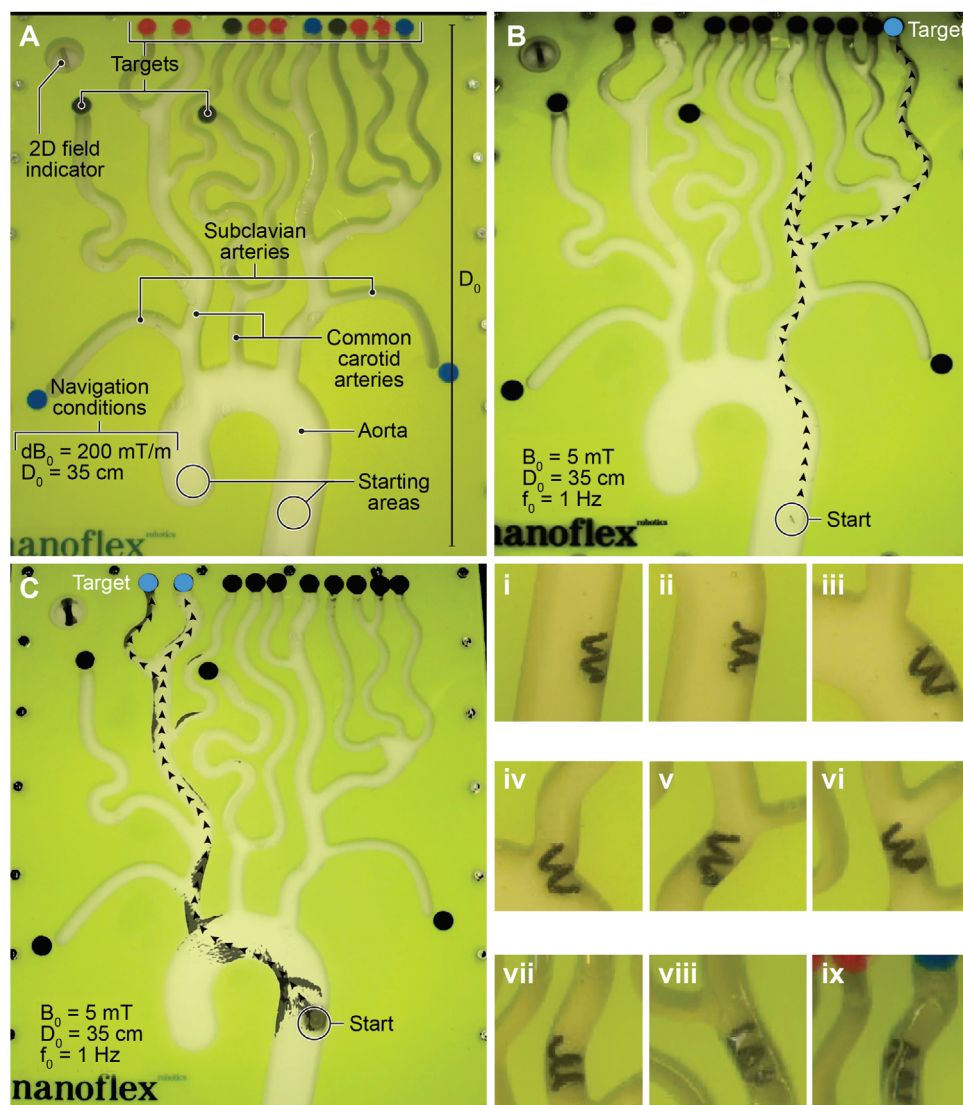 A
Targets
2D field
indicator
Subclavian
arteries
D₀
Common
carotid
arteries
Navigation
conditions
dB₀ = 200 mT/m
D₀ = 35 cm
Aorta
Starting
areas
nanoflex
robotics
B
Target
B₀ = 5 mT
D₀ = 35 cm
f₀ = 1 Hz
Start
nanoflex
robotics
C
Target
B₀ = 5 mT
D₀ = 35 cm
f₀ = 1 Hz
Start
nanoflex
i
ii
iii
iv
v
vi
vii
viii
ix